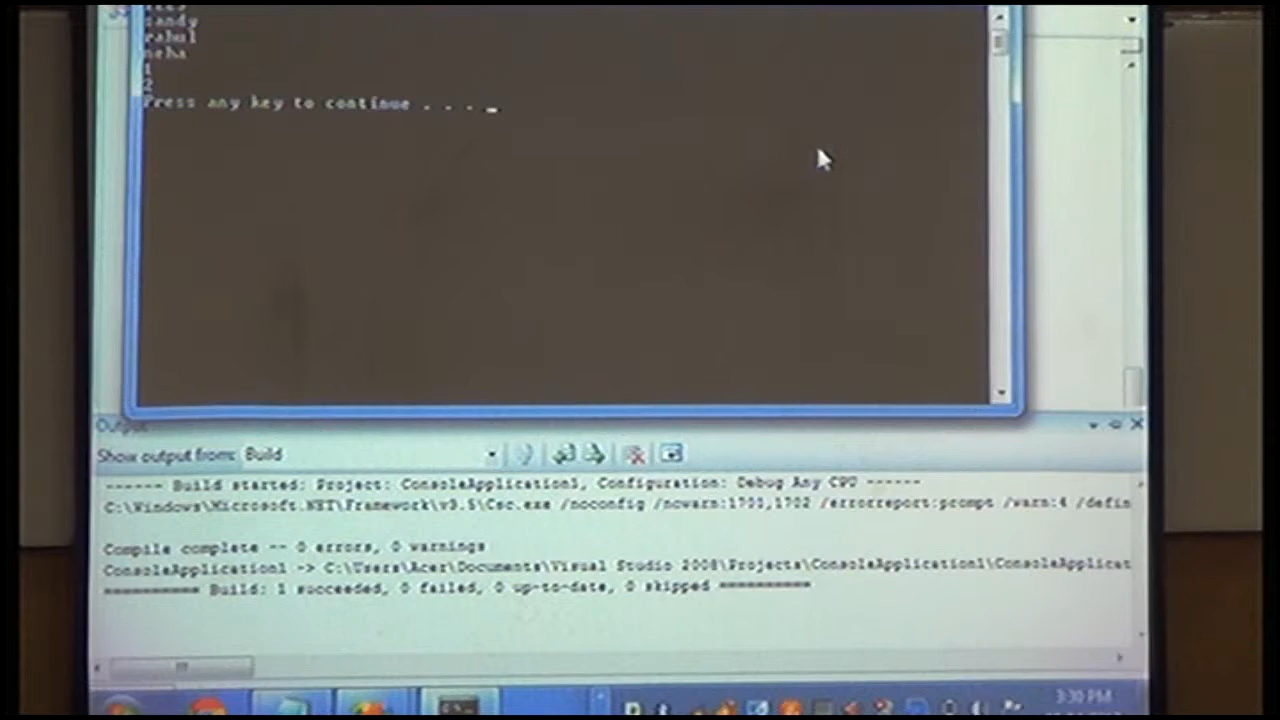 sandy
rahul
neha
1
2
Press any key to continue . . . _
Output
Show output from: Build
------ Build started: Project: ConsoleApplication1, Configuration: Debug Any CPU ------
C:\Windows\Microsoft.NET\Framework\v3.5\Csc.exe /noconfig /nowarn:1701,1702 /errorreport:prompt /warn:4 /defin
Compile complete -- 0 errors, 0 warnings
ConsoleApplication1 -> C:\Users\Acer\Documents\Visual Studio 2008\Projects\ConsoleApplication1\ConsoleApplicat
========== Build: 1 succeeded, 0 failed, 0 up-to-date, 0 skipped ==========
3:30 PM